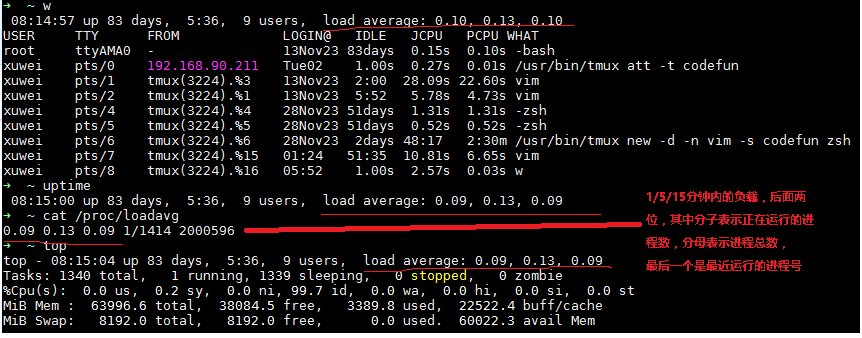 ➜  ~ w
 08:14:57 up 83 days,  5:36,  9 users,  load average: 0.10, 0.13, 0.10
USER     TTY      FROM             LOGIN@   IDLE   JCPU   PCPU WHAT
root     ttyAMA0  -                13Nov23 83days  0.15s  0.10s -bash
xuwei    pts/0    192.168.90.211   Tue02    1.00s  0.27s  0.01s /usr/bin/tmux att -t codefun
xuwei    pts/1    tmux(3224).%3    13Nov23  2:00  28.09s 22.60s vim
xuwei    pts/2    tmux(3224).%1    13Nov23  5:52   5.78s  4.73s vim
xuwei    pts/4    tmux(3224).%4    28Nov23 51days  1.31s  1.31s -zsh
xuwei    pts/5    tmux(3224).%5    28Nov23 51days  0.52s  0.52s -zsh
xuwei    pts/6    tmux(3224).%6    28Nov23  2days 48:17   2:30m /usr/bin/tmux new -d -n vim -s codefun zsh
xuwei    pts/7    tmux(3224).%15   01:24   51:35  10.81s  6.65s vim
xuwei    pts/8    tmux(3224).%16   05:52    1.00s  2.57s  0.03s w
➜  ~ uptime
 08:15:00 up 83 days,  5:36,  9 users,  load average: 0.09, 0.13, 0.09
➜  ~ cat /proc/loadavg
0.09 0.13 0.09 1/1414 2000596
➜  ~ top
top - 08:15:04 up 83 days,  5:36,  9 users,  load average: 0.09, 0.13, 0.09
Tasks: 1340 total,   1 running, 1339 sleeping,   0 stopped,   0 zombie
%Cpu(s):  0.0 us,  0.2 sy,  0.0 ni, 99.7 id,  0.0 wa,  0.0 hi,  0.0 si,  0.0 st
MiB Mem :  63996.6 total,  38084.5 free,   3389.8 used,  22522.4 buff/cache
MiB Swap:   8192.0 total,   8192.0 free,      0.0 used.  60022.3 avail Mem
1/5/15分钟内的负载，后面两
位，其中分子表示正在运行的进
程数，分母表示进程总数，
最后一个是最近运行的进程号